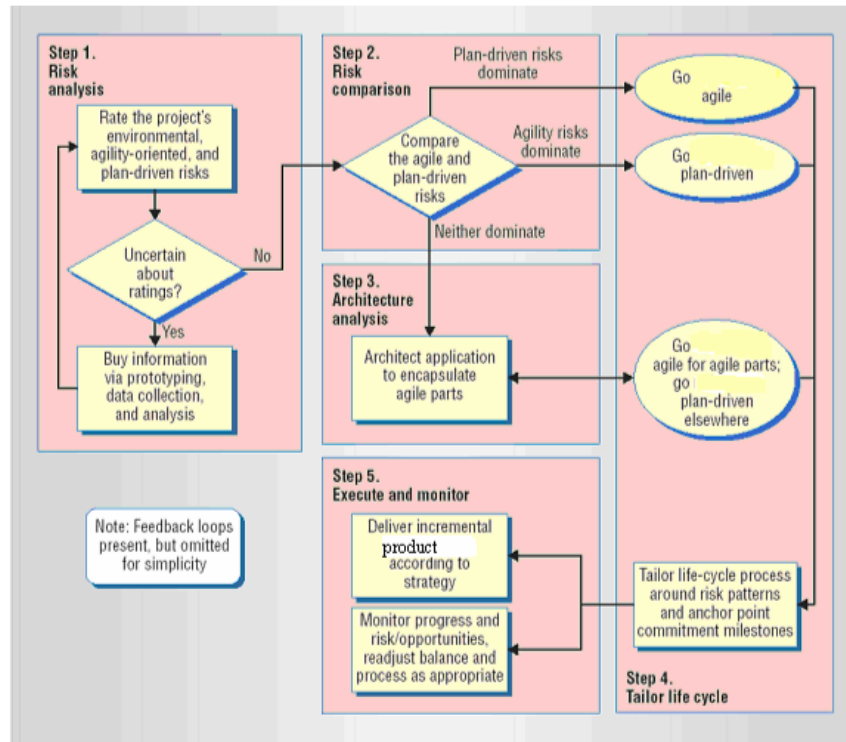 Step 1.
Risk
analysis
Rate the project's
environmental,
agility-oriented, and
plan-driven risks
Uncertain
about
ratings?
No
Yes
Buy information
via prototyping,
data collection,
and analysis
Note: Feedback loops
present, but omitted
for simplicity
Step 2.
Risk
comparison
Plan-driven risks
dominate
Compare
the agile and
plan-driven
risks
Agility risks
dominate
Neither dominate
Step 3.
Architecture
analysis
Architect application
to encapsulate
agile parts
Go
agile
Go
plan-driven
Go
agile for agile parts;
go
plan-driven
elsewhere
Tailor life-cycle process
around risk patterns
and anchor point
commitment milestones
Step 4.
Tailor life cycle
Step 5.
Execute and monitor
Deliver incremental
product
according to
strategy
Monitor progress and
risk/opportunities,
readjust balance and
process as appropriate